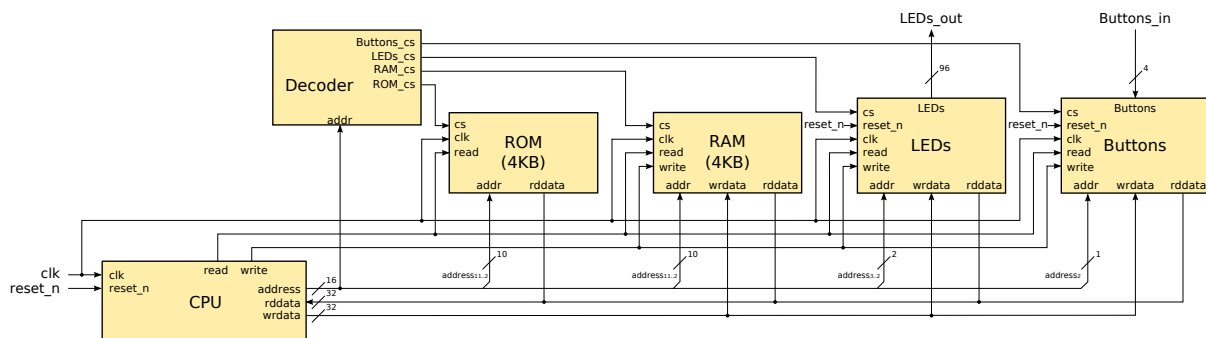 LEDs_out
Buttons_in
96
4
Decoder
Buttons_cs
LEDs_cs
RAM_cs
ROM_cs
addr
cs
clk
read
ROM
(4KB)
addr
rddata
cs
clk
read
write
RAM
(4KB)
addr
wrdata
rddata
reset_n
LEDs
cs
reset_n
clk
read
write
LEDs
addr
wrdata
rddata
reset_n
Buttons
cs
reset_n
clk
read
write
Buttons
addr
wrdata
rddata
10
address11..2
10
address11..2
2
address3..2
1
address2
clk
reset_n
read
write
clk
reset_n
CPU
address
rddata
wrdata
16
32
32